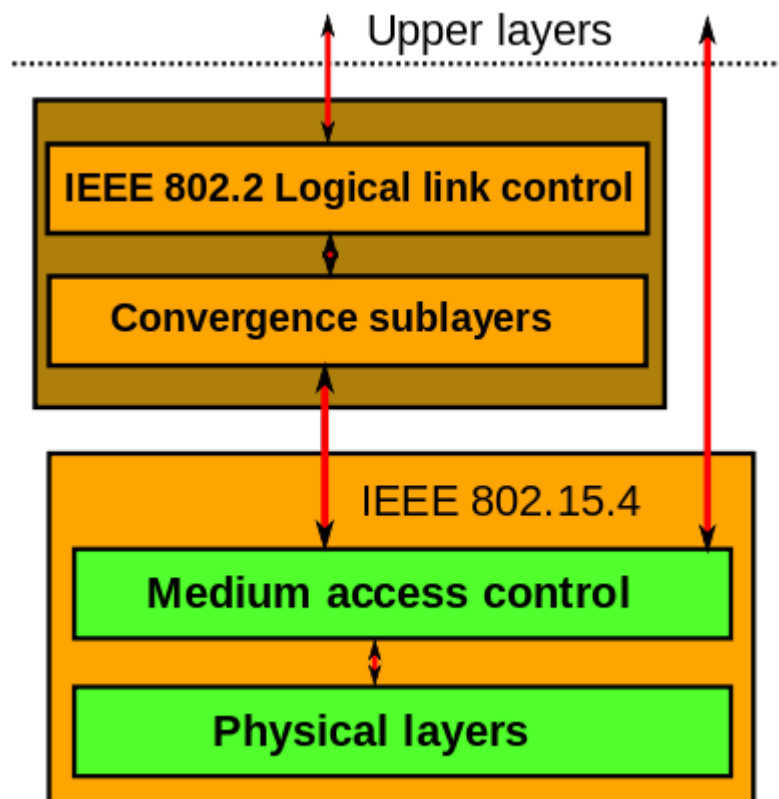 Upper layers
IEEE 802.2 Logical link control
Convergence sublayers
IEEE 802.15.4
Medium access control
Physical layers